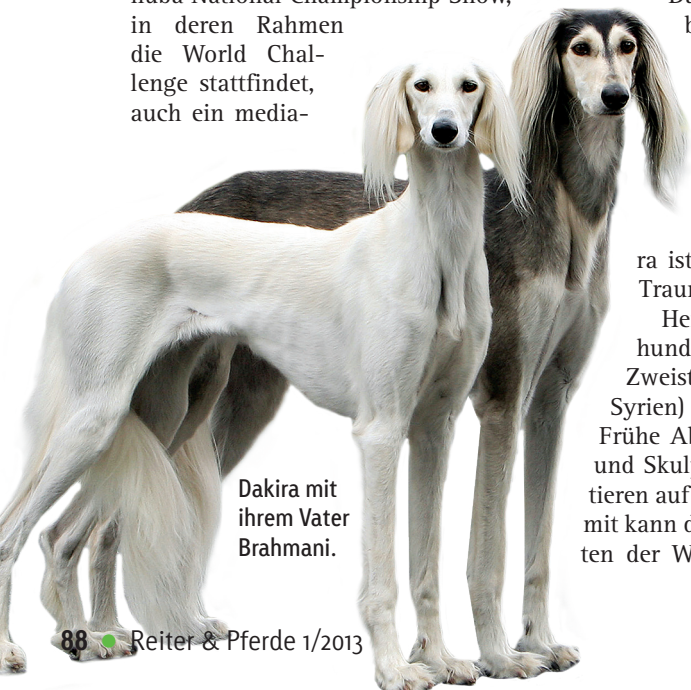 in deren Rahmen
die World Chal-
lenge stattfindet,
auch ein media-
ra ist
Traum
He
hund
Zweist
Syrien)
Frühe Al
und Skulp
tieren auf
mit kann d
ten der W
Dakira mit
ihrem Vater
Brahmani.
88 Reiter & Pferde 1/2013